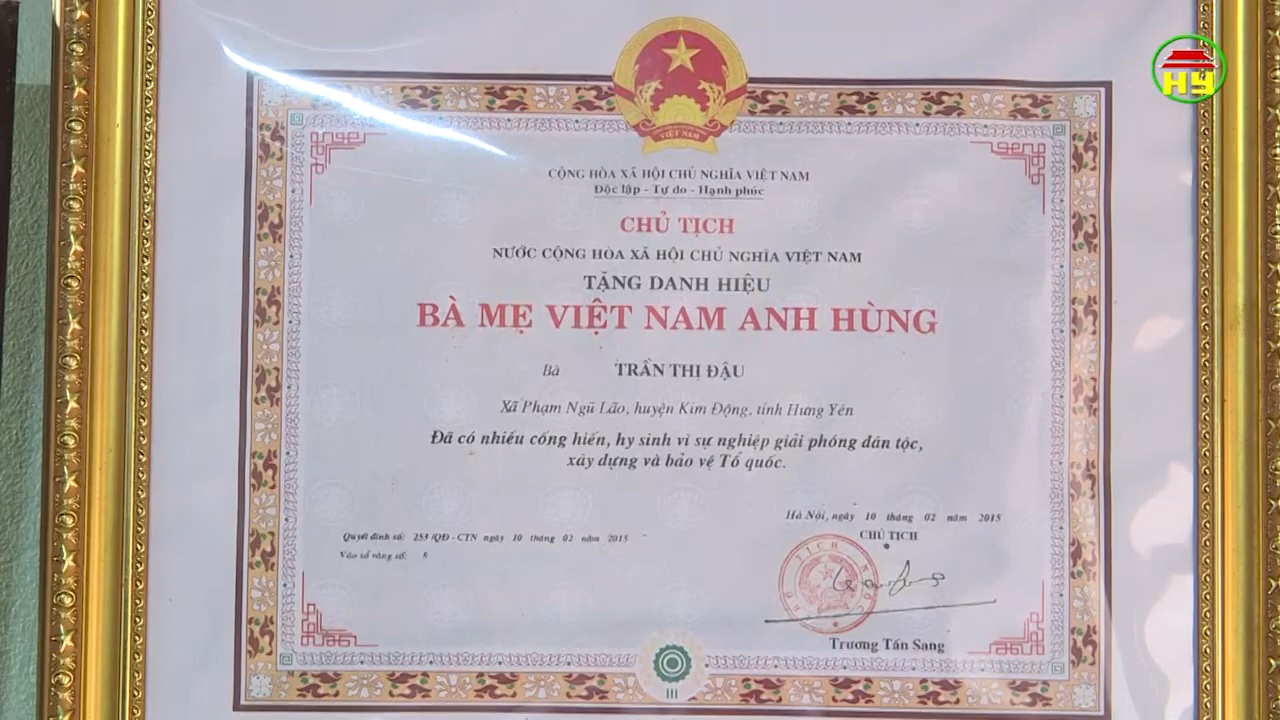 HY
VIỆT NAM
CỘNG HÒA XÃ HỘI CHỦ NGHĨA VIỆT NAM
Độc lập - Tự do - Hạnh phúc
CHỦ TỊCH
NƯỚC CỘNG HÒA XÃ HỘI CHỦ NGHĨA VIỆT NAM
TẶNG DANH HIỆU
BÀ MẸ VIỆT NAM ANH HÙNG
Bà TRẦN THỊ ĐẬU
Xã Phạm Ngũ Lão, huyện Kim Động, tỉnh Hưng Yên
Đã có nhiều cống hiến, hy sinh vì sự nghiệp giải phóng dân tộc,
xây dựng và bảo vệ Tổ quốc.
Hà Nội, ngày 10 tháng 02 năm 2015
CHỦ TỊCH
Quyết định số: 253 /QĐ - CTN ngày 10 tháng 02 năm 2015
Vào sổ vàng số: 8
Trương Tấn Sang